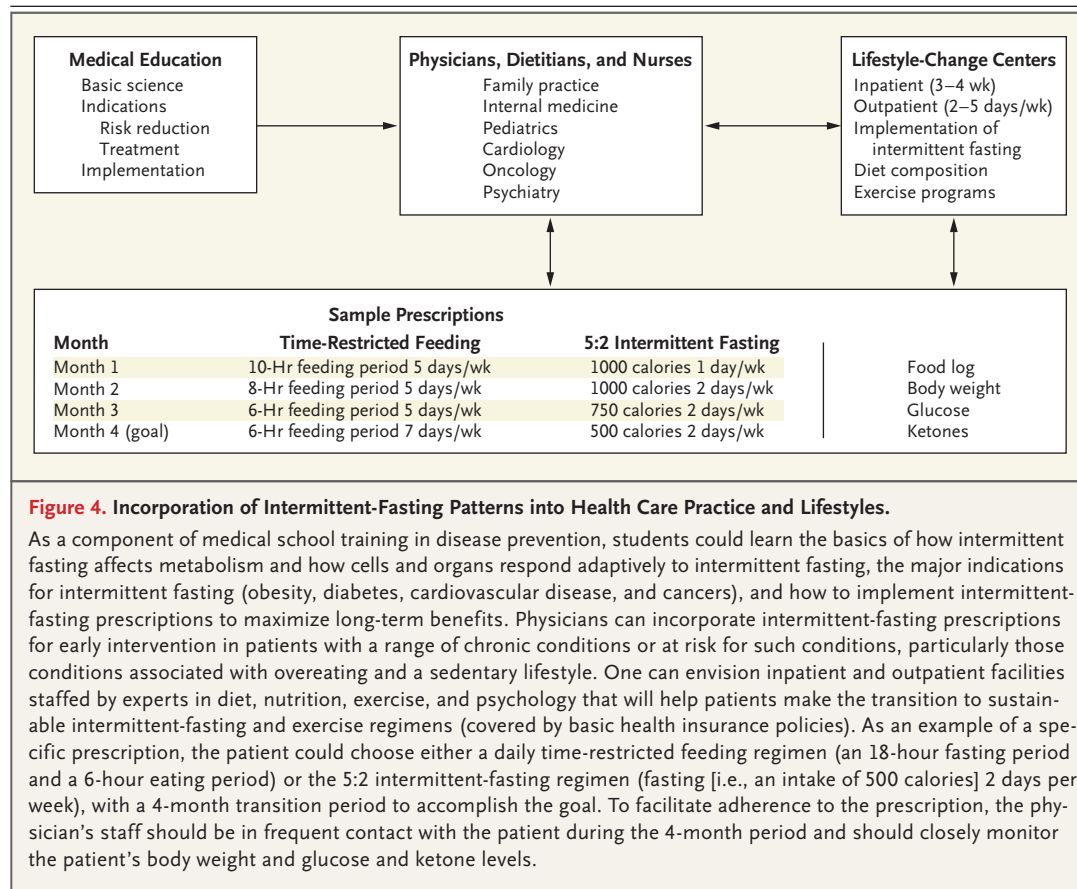 Medical Education
Basic science
Indications
Risk reduction
Treatment
Implementation
Physicians, Dietitians, and Nurses
Family practice
Internal medicine
Pediatrics
Cardiology
Oncology
Psychiatry
Lifestyle-Change Centers
Inpatient (3–4 wk)
Outpatient (2–5 days/wk)
Implementation of
intermittent fasting
Diet composition
Exercise programs
Sample Prescriptions
Month Time-Restricted Feeding 5:2 Intermittent Fasting
Month 1 10-Hr feeding period 5 days/wk 1000 calories 1 day/wk Food log
Month 2 8-Hr feeding period 5 days/wk 1000 calories 2 days/wk Body weight
Month 3 6-Hr feeding period 5 days/wk 750 calories 2 days/wk Glucose
Month 4 (goal) 6-Hr feeding period 7 days/wk 500 calories 2 days/wk Ketones
Figure 4. Incorporation of Intermittent-Fasting Patterns into Health Care Practice and Lifestyles.
As a component of medical school training in disease prevention, students could learn the basics of how intermittent
fasting affects metabolism and how cells and organs respond adaptively to intermittent fasting, the major indications
for intermittent fasting (obesity, diabetes, cardiovascular disease, and cancers), and how to implement intermittent-
fasting prescriptions to maximize long-term benefits. Physicians can incorporate intermittent-fasting prescriptions
for early intervention in patients with a range of chronic conditions or at risk for such conditions, particularly those
conditions associated with overeating and a sedentary lifestyle. One can envision inpatient and outpatient facilities
staffed by experts in diet, nutrition, exercise, and psychology that will help patients make the transition to sustain-
able intermittent-fasting and exercise regimens (covered by basic health insurance policies). As an example of a spe-
cific prescription, the patient could choose either a daily time-restricted feeding regimen (an 18-hour fasting period
and a 6-hour eating period) or the 5:2 intermittent-fasting regimen (fasting [i.e., an intake of 500 calories] 2 days per
week), with a 4-month transition period to accomplish the goal. To facilitate adherence to the prescription, the phy-
sician’s staff should be in frequent contact with the patient during the 4-month period and should closely monitor
the patient’s body weight and glucose and ketone levels.